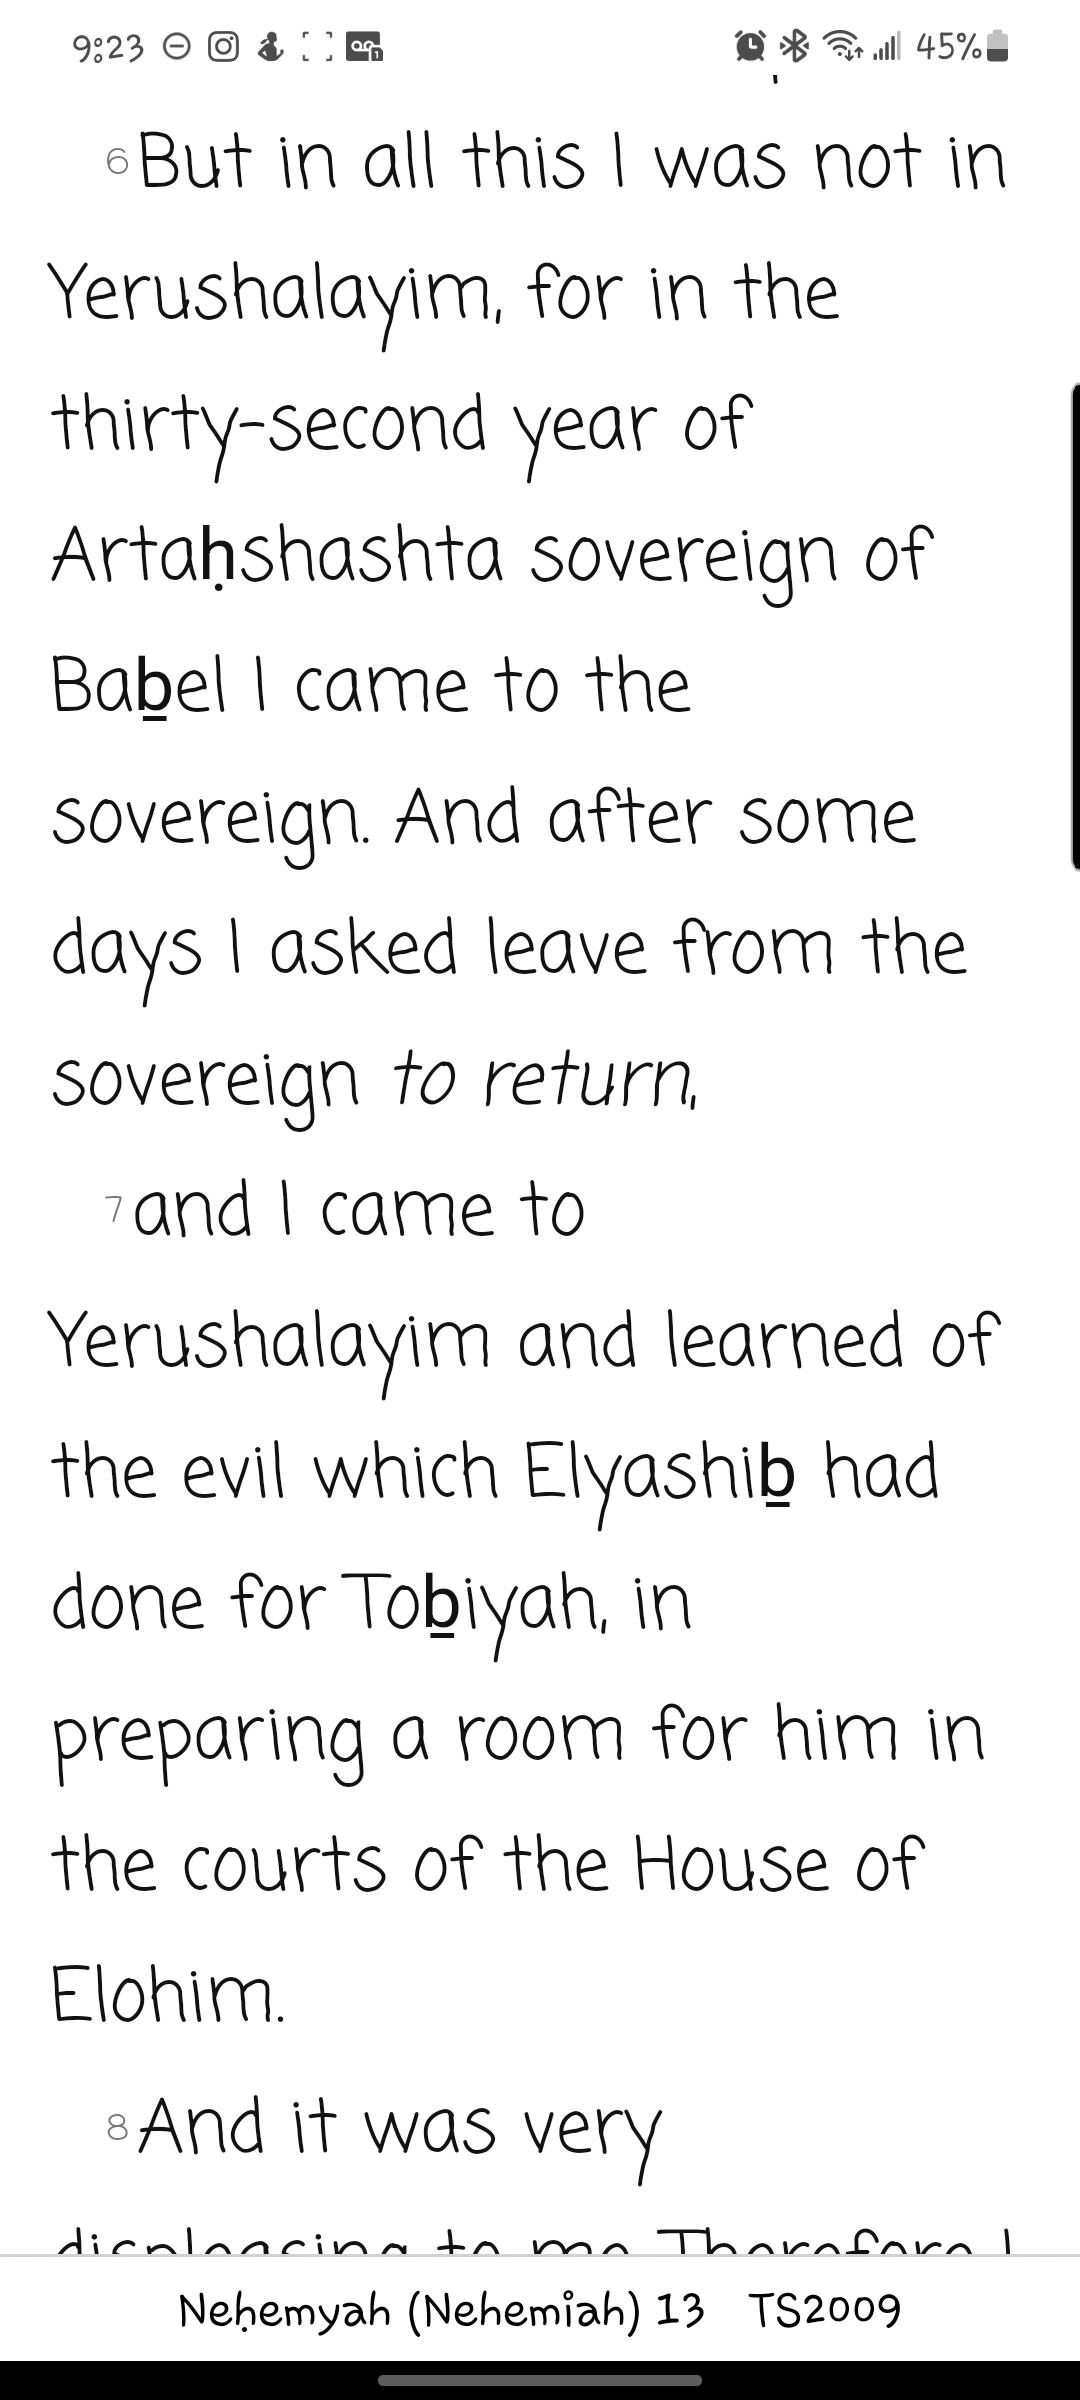 9:23 45%
6 But in all this I was not in
Yerushalayim, for in the
thirty-second year of
Artaḥshashta sovereign of
Baḇel I came to the
sovereign. And after some
days I asked leave from the
sovereign to return,
7 and I came to
Yerushalayim and learned of
the evil which Elyashiḇ had
done for Toḇiyah, in
preparing a room for him in
the courts of the House of
Elohim.
8 And it was very
displeasing to me. Therefore I
Neḥemyah (Nehemiah) 13 TS2009